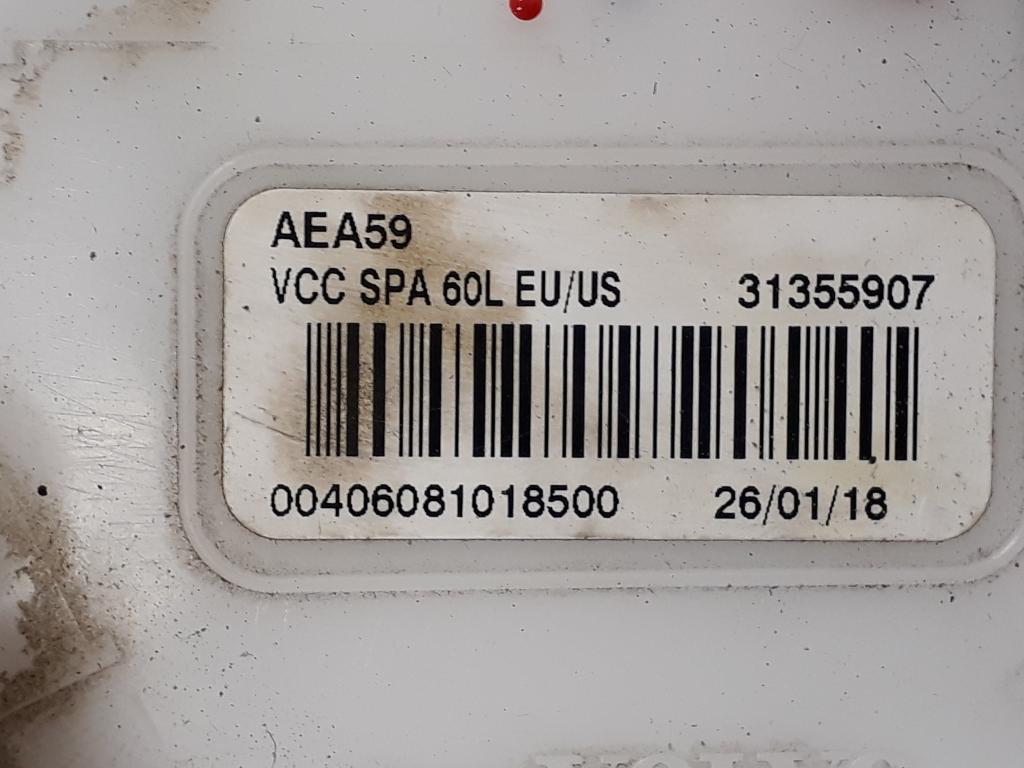 AEA59
VCC SPA 60L EU/US 31355907
00406081018500 26/01/18